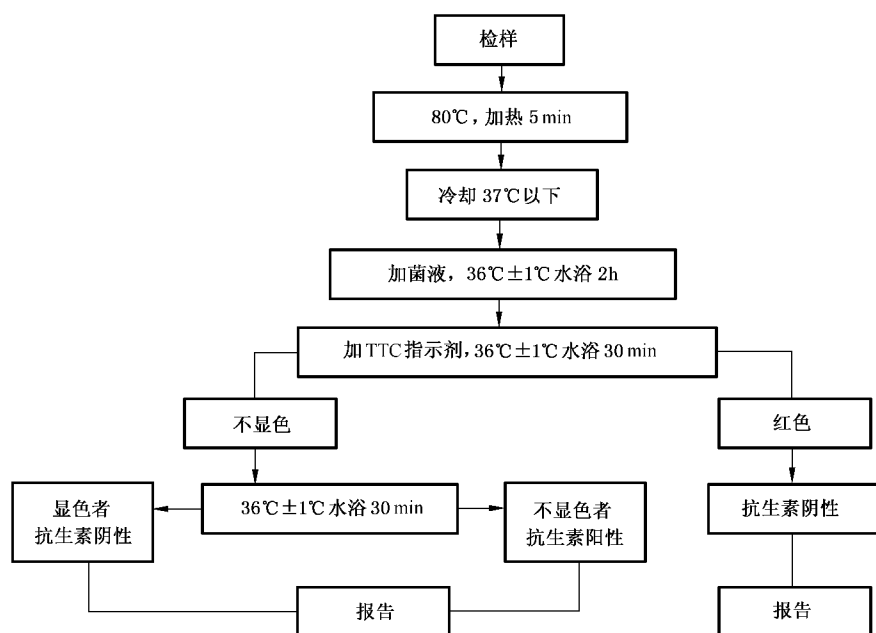 检样
80℃,加热 5 min
冷却 37℃以下
加菌液, 36℃±1℃水浴 2h
加TTC指示剂,36℃±1℃水浴 30 min
不显色
红色
显色者
抗生素阴性
36℃±1℃水浴 30 min
不显色者
抗生素阳性
抗生素阴性
报告
报告